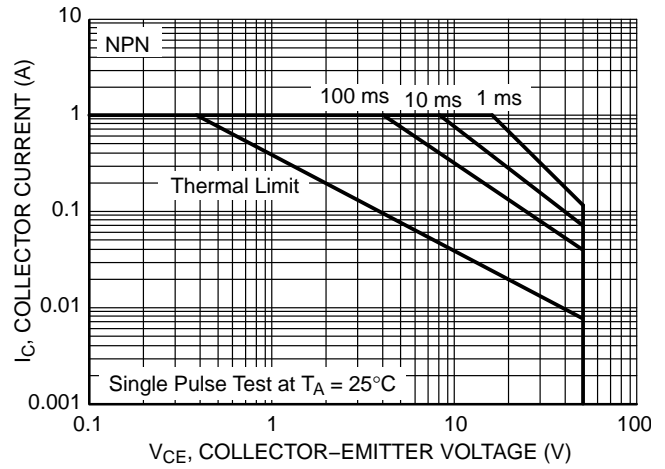 10
NPN
100 ms
10 ms
1 ms
1
Thermal Limit
0.1
0.01
Single Pulse Test at TA = 25°C
0.001
0.1
1
10
100
IC, COLLECTOR CURRENT (A)
VCE, COLLECTOR−EMITTER VOLTAGE (V)